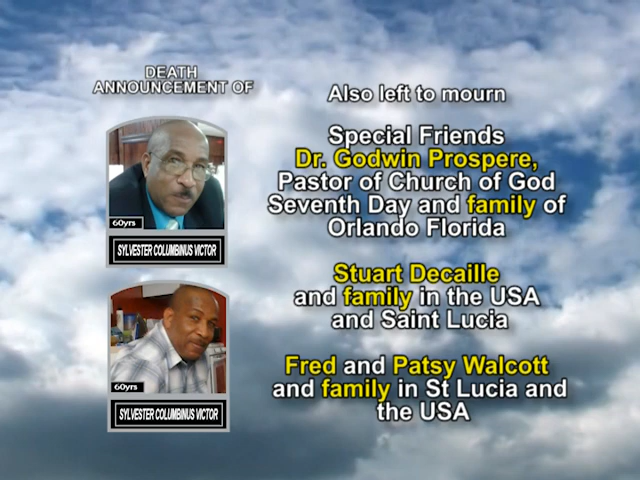 DEATH
ANNOUNCEMENT OF
60yrs
SYLVESTER COLUMBINUS VICTOR
60yrs
SYLVESTER COLUMBINUS VICTOR
Also left to mourn
Special Friends
Dr. Godwin Prospere,
Pastor of Church of God
Seventh Day and family of
Orlando Florida
Stuart Decaille
and family in the USA
and Saint Lucia
Fred and Patsy Walcott
and family in St Lucia and
the USA